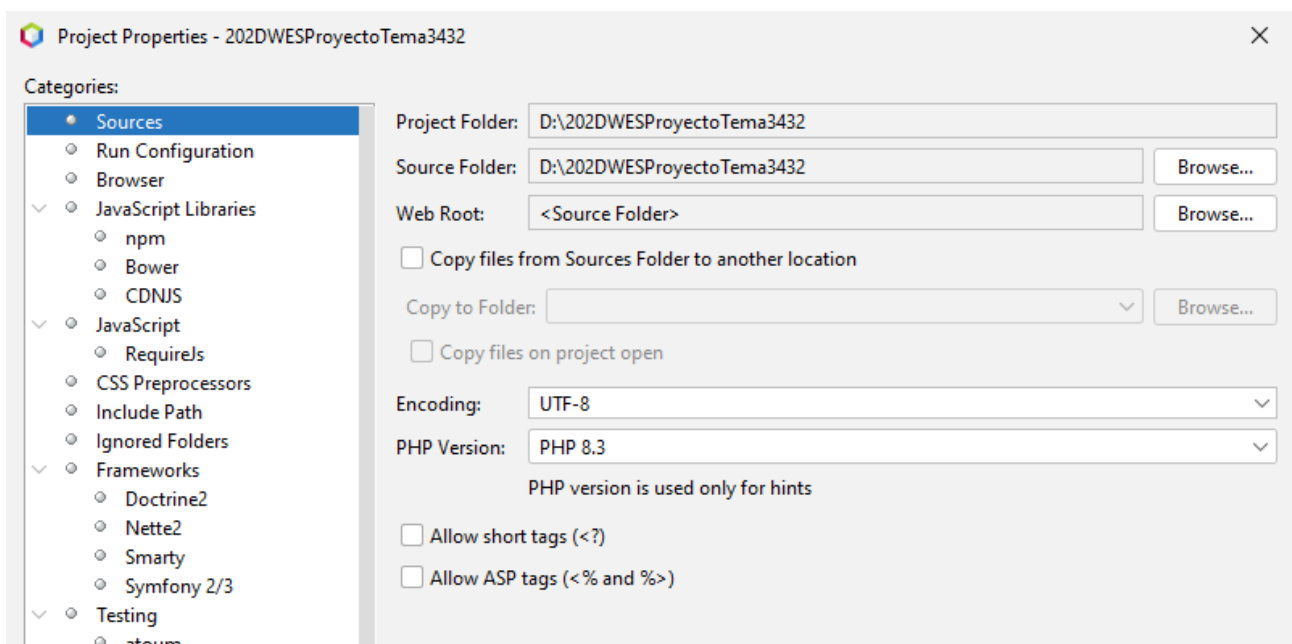 Project Properties - 202DWESProyectoTema3432
Categories:
Sources
Run Configuration
Browser
JavaScript Libraries
npm
Bower
CDNJS
JavaScript
RequireJs
CSS Preprocessors
Include Path
Ignored Folders
Frameworks
Doctrine2
Nette2
Smarty
Symfony 2/3
Testing
atoum
Project Folder: D:\202DWESProyectoTema3432
Source Folder: D:\202DWESProyectoTema3432 Browse...
Web Root: <Source Folder> Browse...
Copy files from Sources Folder to another location
Copy to Folder: Browse...
Copy files on project open
Encoding: UTF-8
PHP Version: PHP 8.3
PHP version is used only for hints
Allow short tags (<?)
Allow ASP tags (<% and %>)